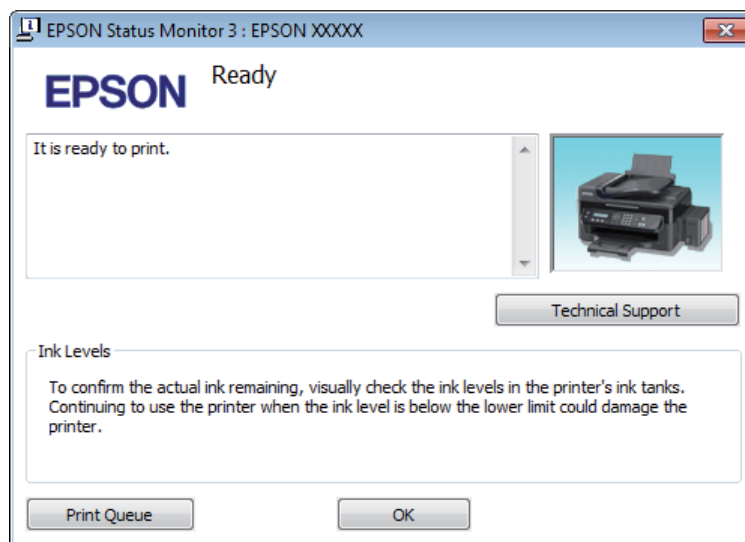 EPSON Status Monitor 3 : EPSON XXXXX
EPSON
Ready
It is ready to print.
Technical Support
Ink Levels
To confirm the actual ink remaining, visually check the ink levels in the printer's ink tanks.
Continuing to use the printer when the ink level is below the lower limit could damage the
printer.
Print Queue
OK